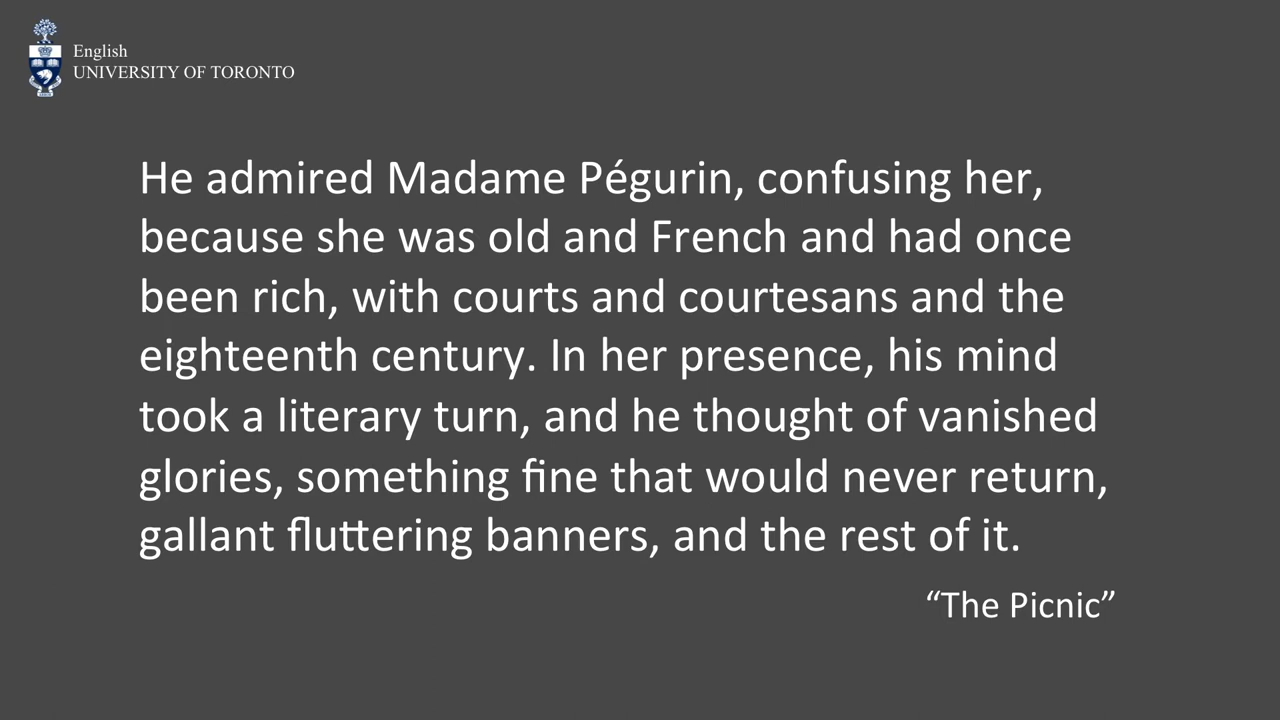 English
UNIVERSITY OF TORONTO
He admired Madame Pégurin, confusing her,
because she was old and French and had once
been rich, with courts and courtesans and the
eighteenth century. In her presence, his mind
took a literary turn, and he thought of vanished
glories, something fine that would never return,
gallant fluttering banners, and the rest of it.
“The Picnic”